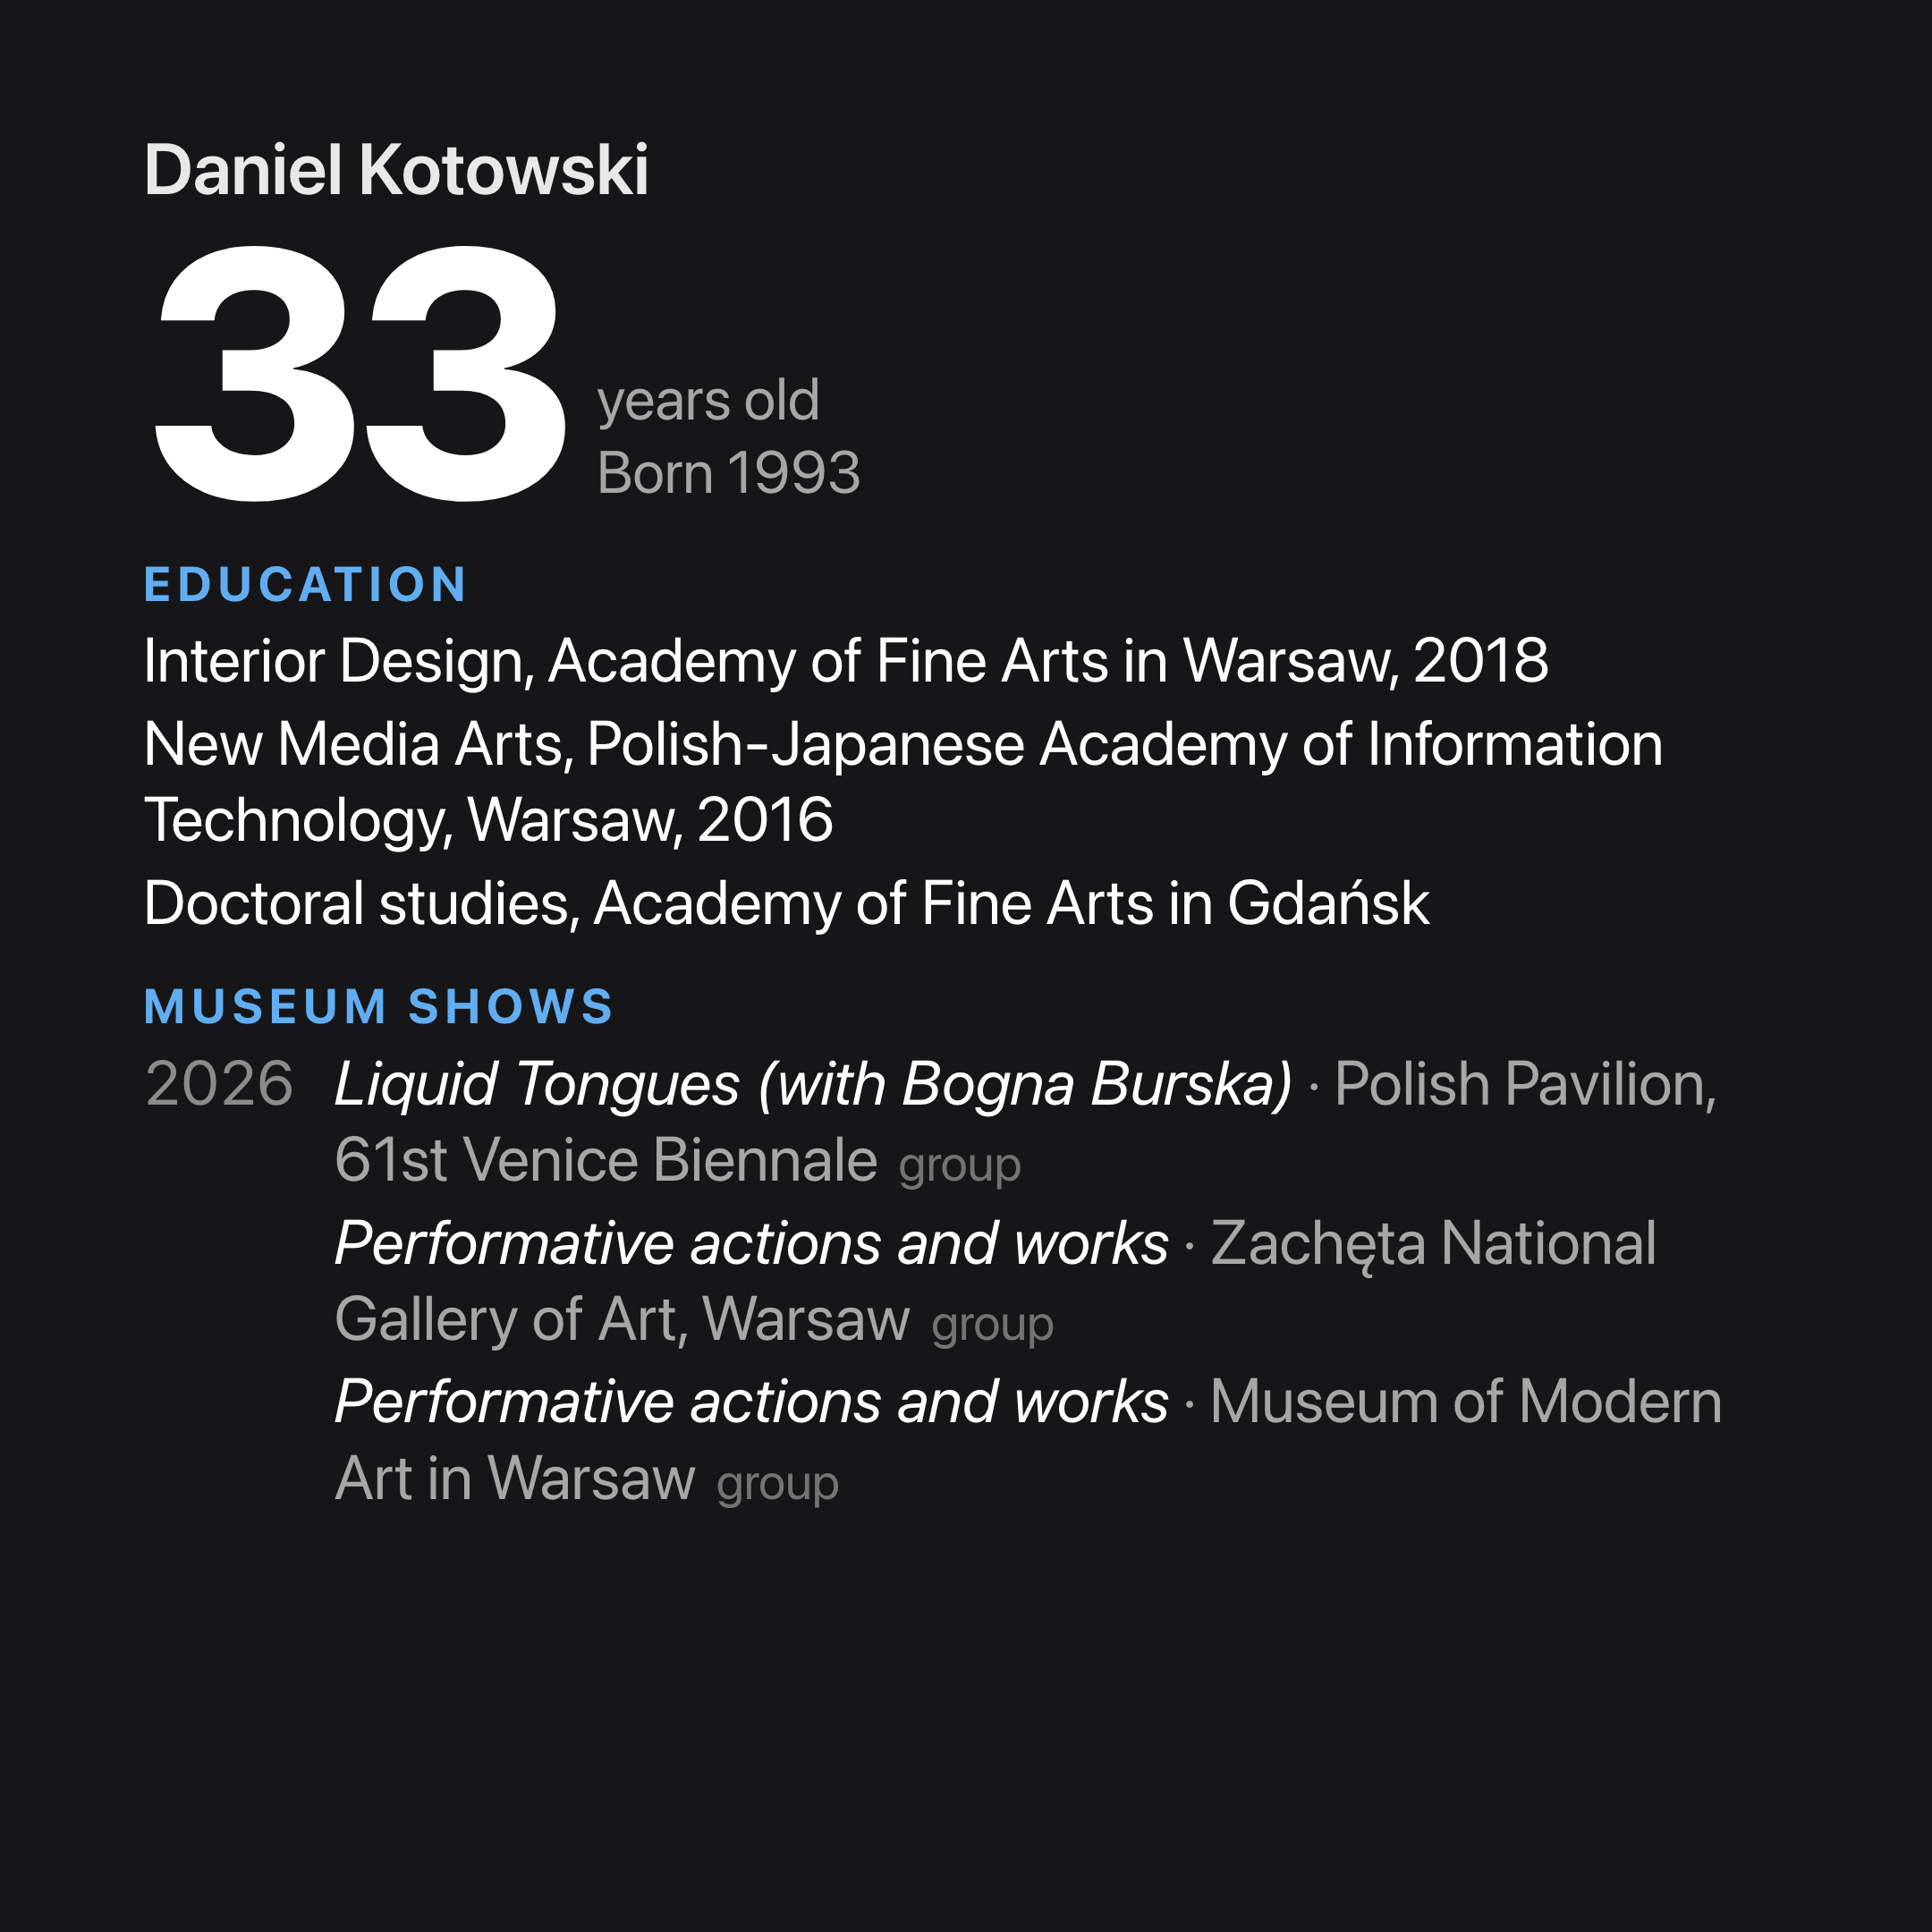 Daniel Kotowski
33
years old
Born 1993
EDUCATION
Interior Design, Academy of Fine Arts in Warsaw, 2018
New Media Arts, Polish-Japanese Academy of Information
Technology, Warsaw, 2016
Doctoral studies, Academy of Fine Arts in Gdańsk
MUSEUM SHOWS
2026 Liquid Tongues (with Bogna Burska) · Polish Pavilion,
61st Venice Biennale group
Performative actions and works · Zachęta National
Gallery of Art, Warsaw group
Performative actions and works · Museum of Modern
Art in Warsaw group